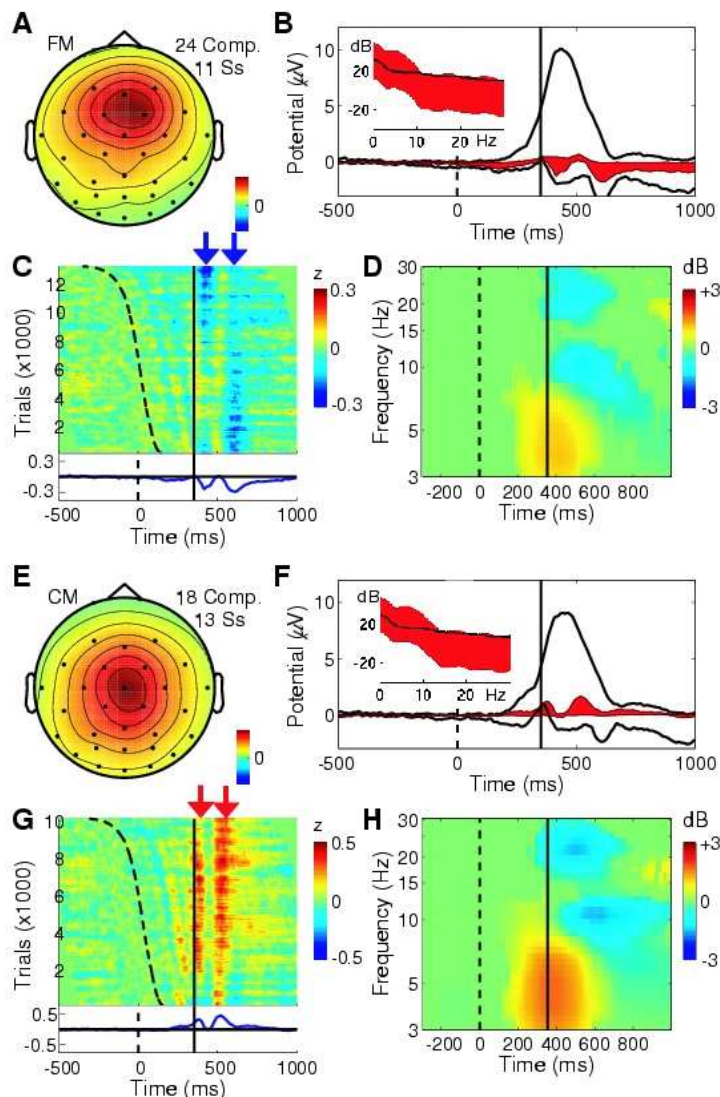 A
FM
24 Comp.
11 Ss
0
B
Potential (μV)
10
5
0
dB
20
-20
0
10
20
Hz
-500
0
500
1000
Time (ms)
C
Trials (x1000)
12
10
8
6
4
2
z
0.3
0
-0.3
0.3
-0.3
-500
0
500
1000
Time (ms)
D
Frequency (Hz)
30
20
15
10
5
3
dB
+3
0
-3
-200
0
200
400
600
800
Time (ms)
E
CM
18 Comp.
13 Ss
0
F
Potential (μV)
10
5
0
dB
20
-20
0
10
20
Hz
-500
0
500
1000
Time (ms)
G
Trials (x1000)
10
8
6
4
2
z
0.5
0
-0.5
0.5
-0.5
-500
0
500
1000
Time (ms)
H
Frequency (Hz)
30
20
15
10
5
3
dB
+3
0
-3
-200
0
200
400
600
800
Time (ms)